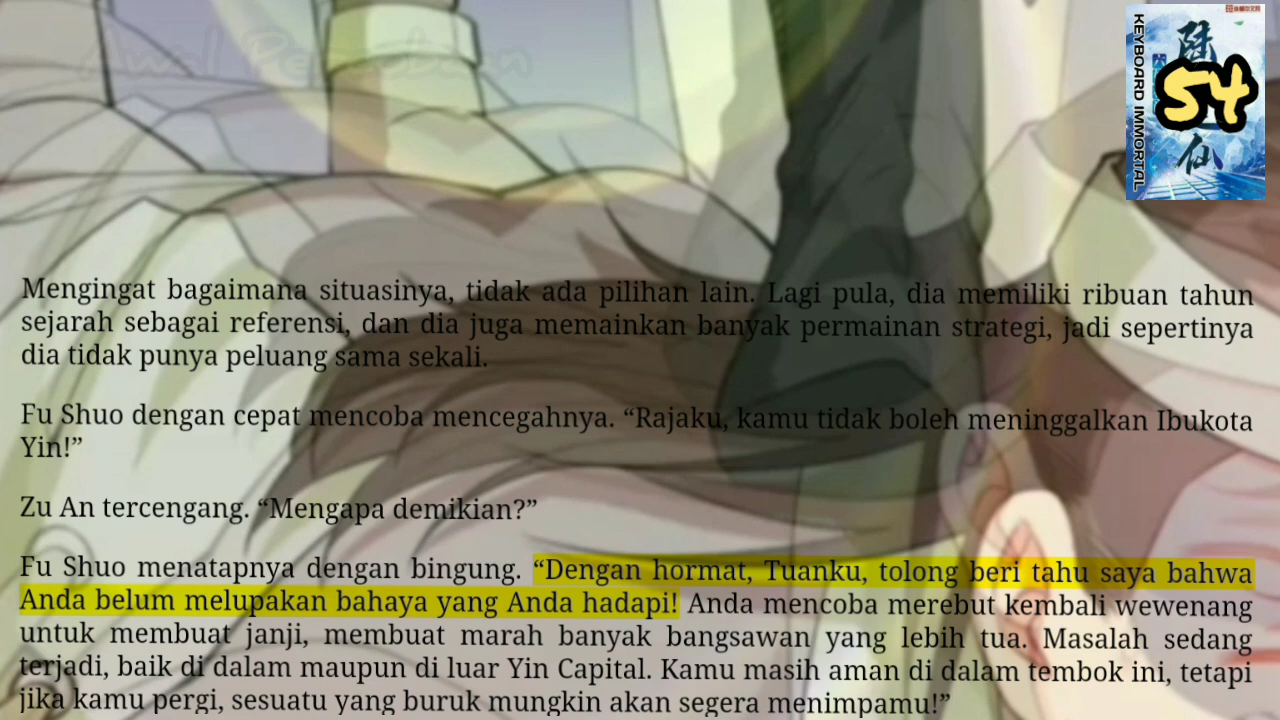 Awal Perubahan
KEYBOARD IMMORTAL
54
仙
Mengingat bagaimana situasinya, tidak ada pilihan lain. Lagi pula, dia memiliki ribuan tahun
sejarah sebagai referensi, dan dia juga memainkan banyak permainan strategi, jadi sepertinya
dia tidak punya peluang sama sekali.
Fu Shuo dengan cepat mencoba mencegahnya. “Rajaku, kamu tidak boleh meninggalkan Ibukota
Yin!”
Zu An tercengang. “Mengapa demikian?”
Fu Shuo menatapnya dengan bingung. “Dengan hormat, Tuanku, tolong beri tahu saya bahwa
Anda belum melupakan bahaya yang Anda hadapi! Anda mencoba merebut kembali wewenang
untuk membuat janji, membuat marah banyak bangsawan yang lebih tua. Masalah sedang
terjadi, baik di dalam maupun di luar Yin Capital. Kamu masih aman di dalam tembok ini, tetapi
jika kamu pergi, sesuatu yang buruk mungkin akan segera menimpamu!”